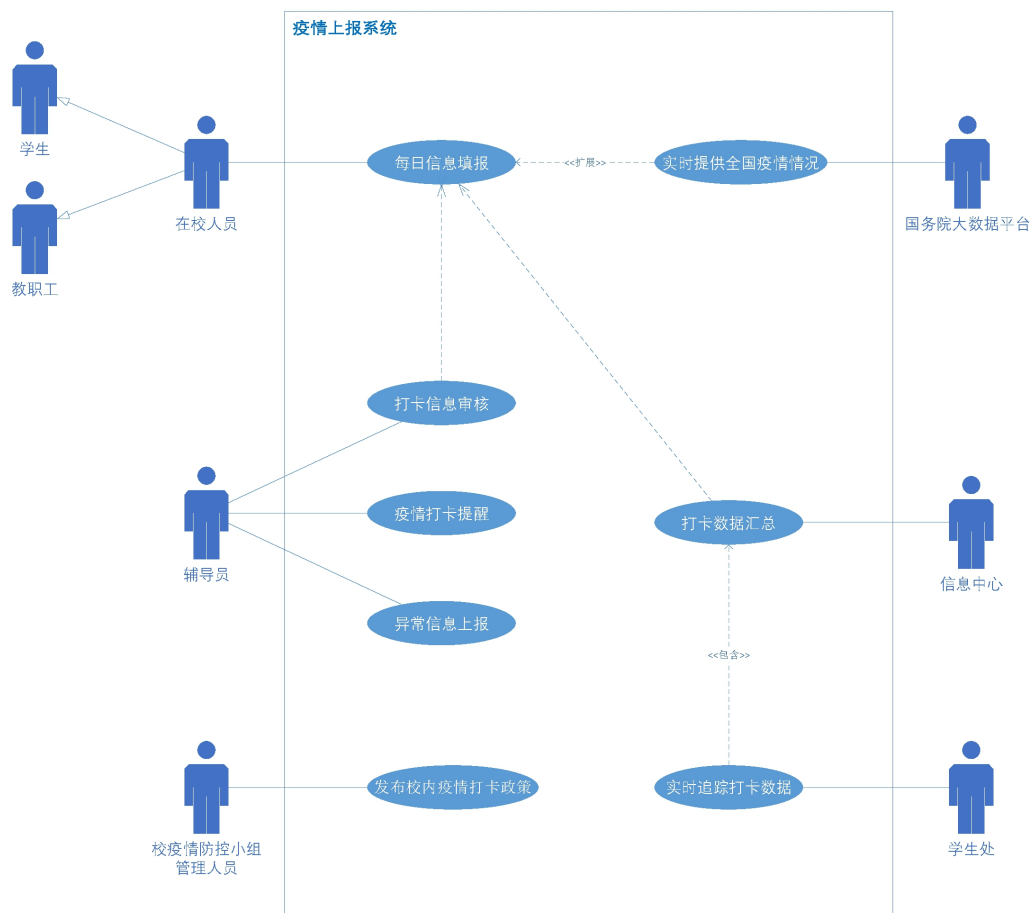 疫情上报系统
学生
在校人员
教职工
每日信息填报
<<扩展>>
实时提供全国疫情情况
国务院大数据平台
打卡信息审核
辅导员
疫情打卡提醒
打卡数据汇总
信息中心
异常信息上报
<<包含>>
校疫情防控小组
管理人员
发布校内疫情打卡政策
实时追踪打卡数据
学生处